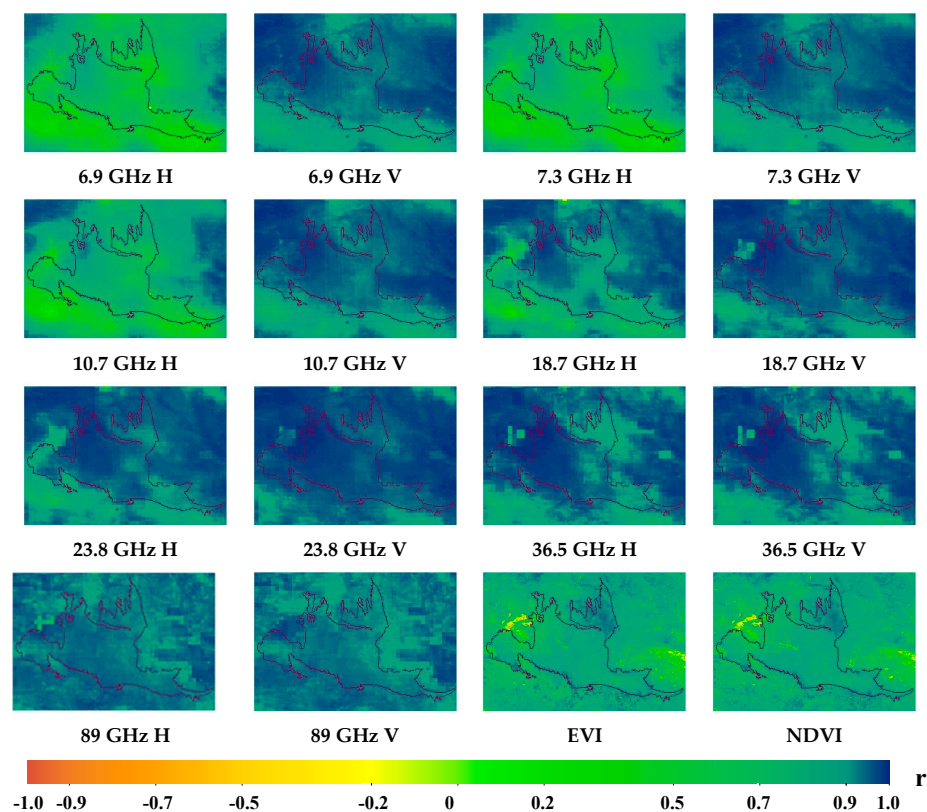 6.9 GHz H 6.9 GHz V 7.3 GHz H 7.3 GHz V
10.7 GHz H 10.7 GHz V 18.7 GHz H 18.7 GHz V
23.8 GHz H 23.8 GHz V 36.5 GHz H 36.5 GHz V
89 GHz H 89 GHz V EVI NDVI
r
-1.0 -0.9 -0.7 -0.5 -0.2 0 0.2 0.5 0.7 0.9 1.0